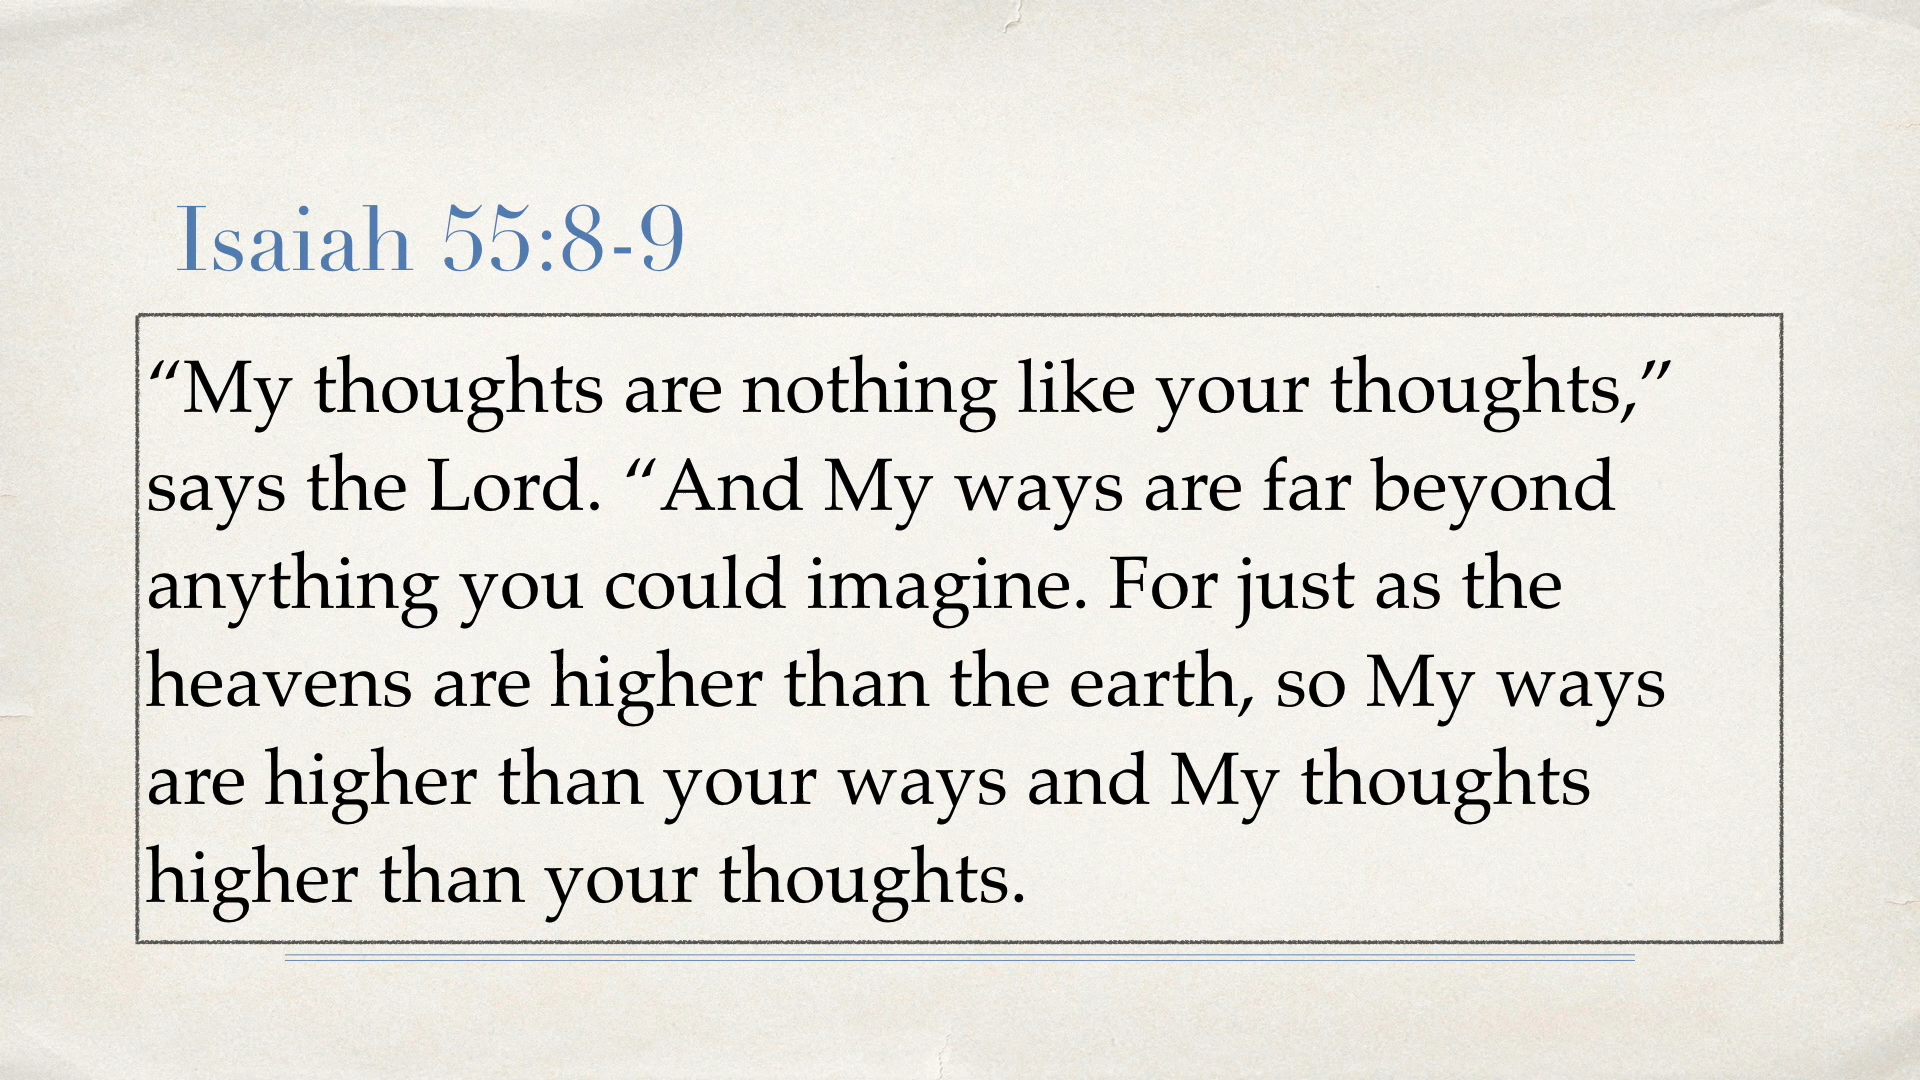 Isaiah 55:8-9
“My thoughts are nothing like your thoughts,”
says the Lord. “And My ways are far beyond
anything you could imagine. For just as the
heavens are higher than the earth, so My ways
are higher than your ways and My thoughts
higher than your thoughts.